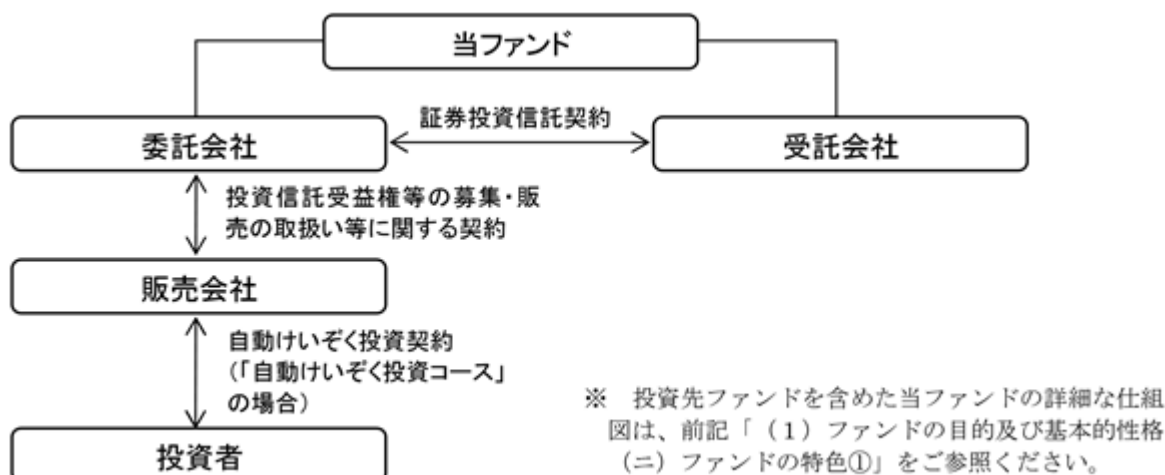 当ファンド
証券投資信託契約
委託会社
受託会社
投資信託受益権等の募集・販
売の取扱い等に関する契約
販売会社
自動けいぞく投資契約
(「自動けいぞく投資コース」
の場合)
投資者
※ 投資先ファンドを含めた当ファンドの詳細な仕組
図は、前記「(1)ファンドの目的及び基本的性格
(ニ)ファンドの特色①」をご参照ください。